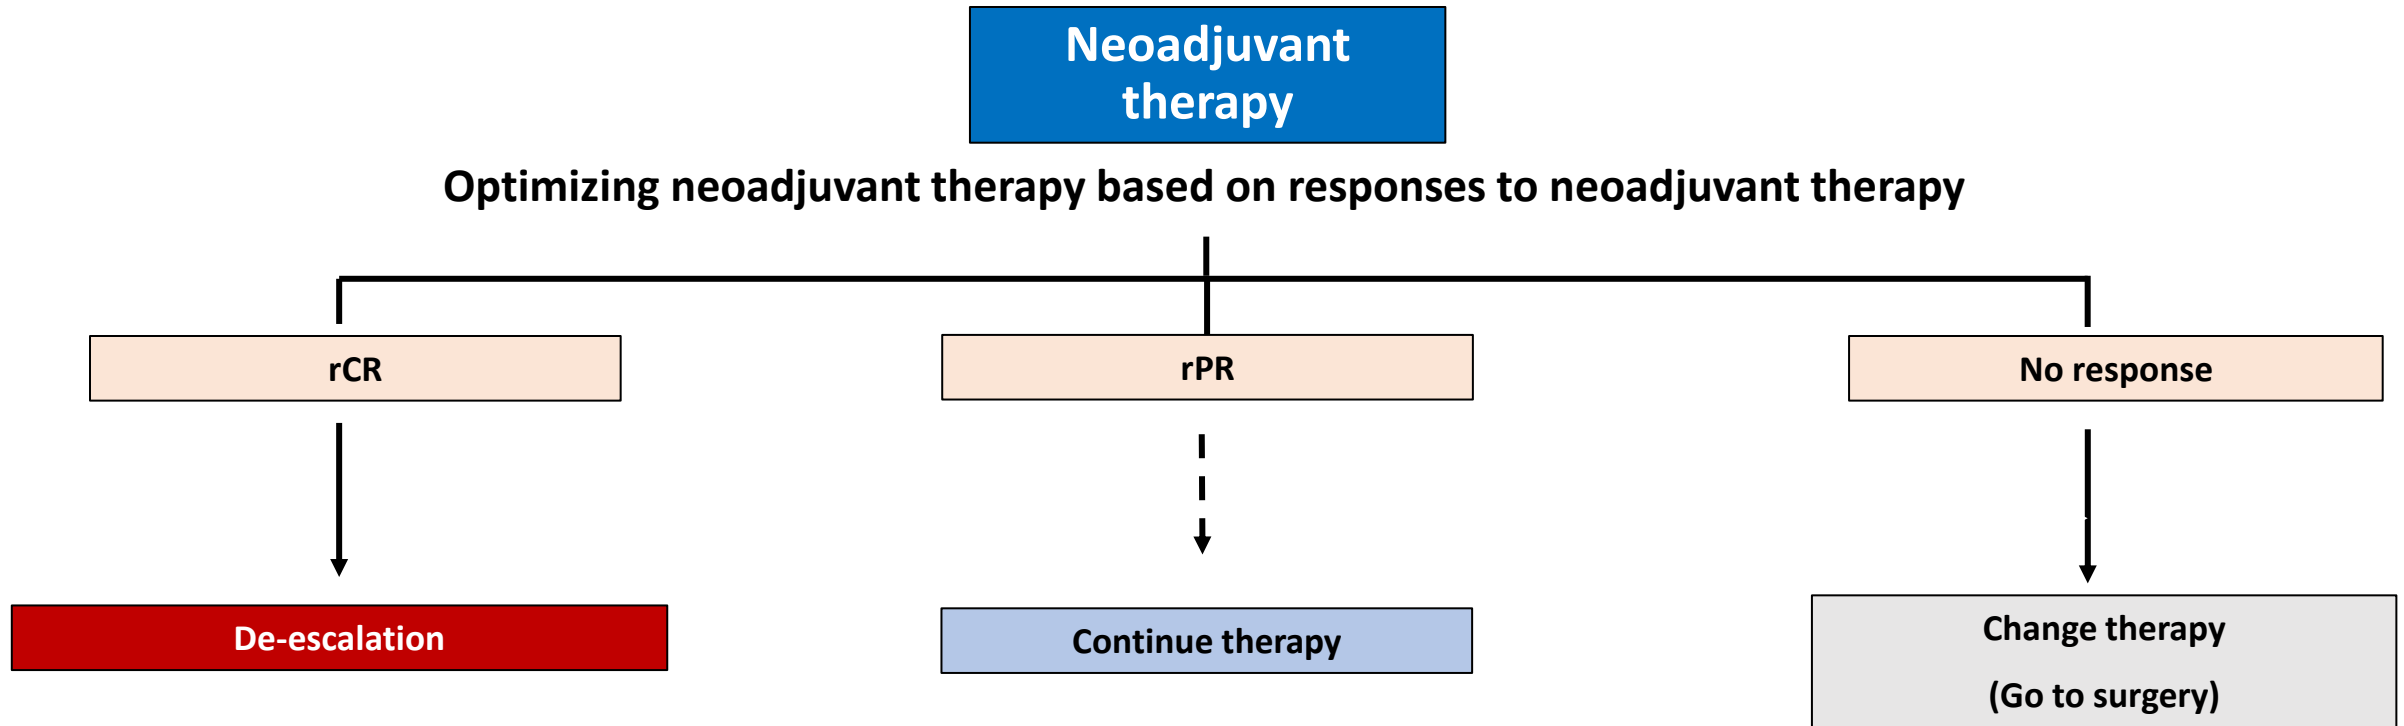 Neoadjuvant
therapy
Optimizing neoadjuvant therapy based on responses to neoadjuvant therapy
rCR
rPR
No response
De-escalation
Continue therapy
Change therapy
(Go to surgery)